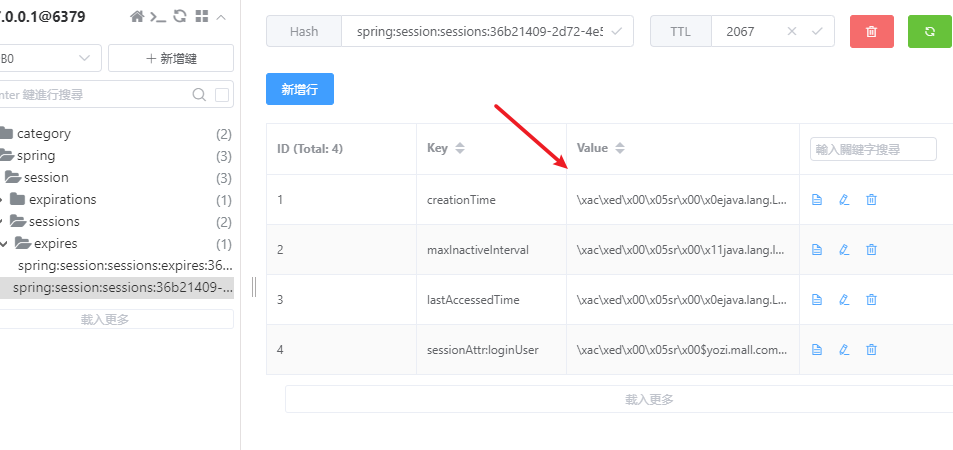 7.0.0.1@6379
B0
新增鍵
nter 鍵進行搜尋
category (2)
spring (3)
session (3)
expirations (1)
sessions (2)
expires (1)
spring:session:sessions:expires:36...
spring:session:sessions:36b21409-...
載入更多
Hash spring:session:sessions:36b21409-2d72-4e5
TTL 2067
新增行
ID (Total: 4) Key Value 輸入關鍵字搜尋
1 creationTime \xac\xed\x00\x05sr\x00\x0ejava.lang.L...
2 maxInactiveInterval \xac\xed\x00\x05sr\x00\x11java.lang.I...
3 lastAccessedTime \xac\xed\x00\x05sr\x00\x0ejava.lang.L...
4 sessionAttr:loginUser \xac\xed\x00\x05sr\x00$yozi.mall.com...
載入更多